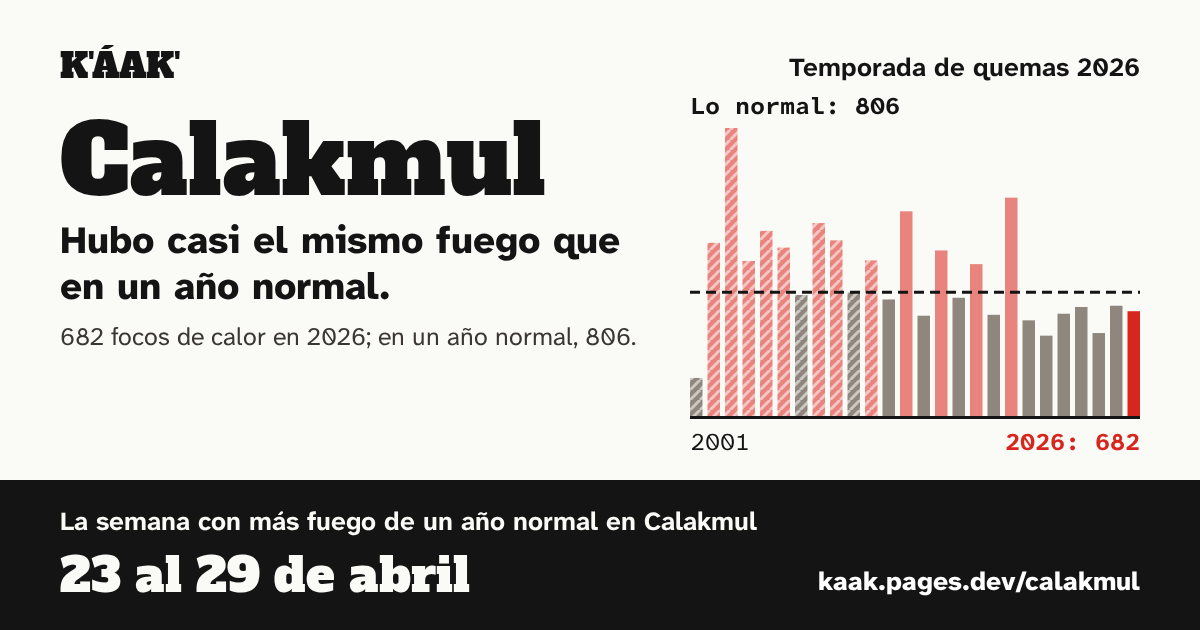 K'ÁAK'
Calakmul
Hubo casi el mismo fuego que
en un año normal.
682 focos de calor en 2026; en un año normal, 806.
Temporada de quemas 2026
Lo normal: 806
2001
2026: 682
La semana con más fuego de un año normal en Calakmul
23 al 29 de abril
kaak.pages.dev/calakmul